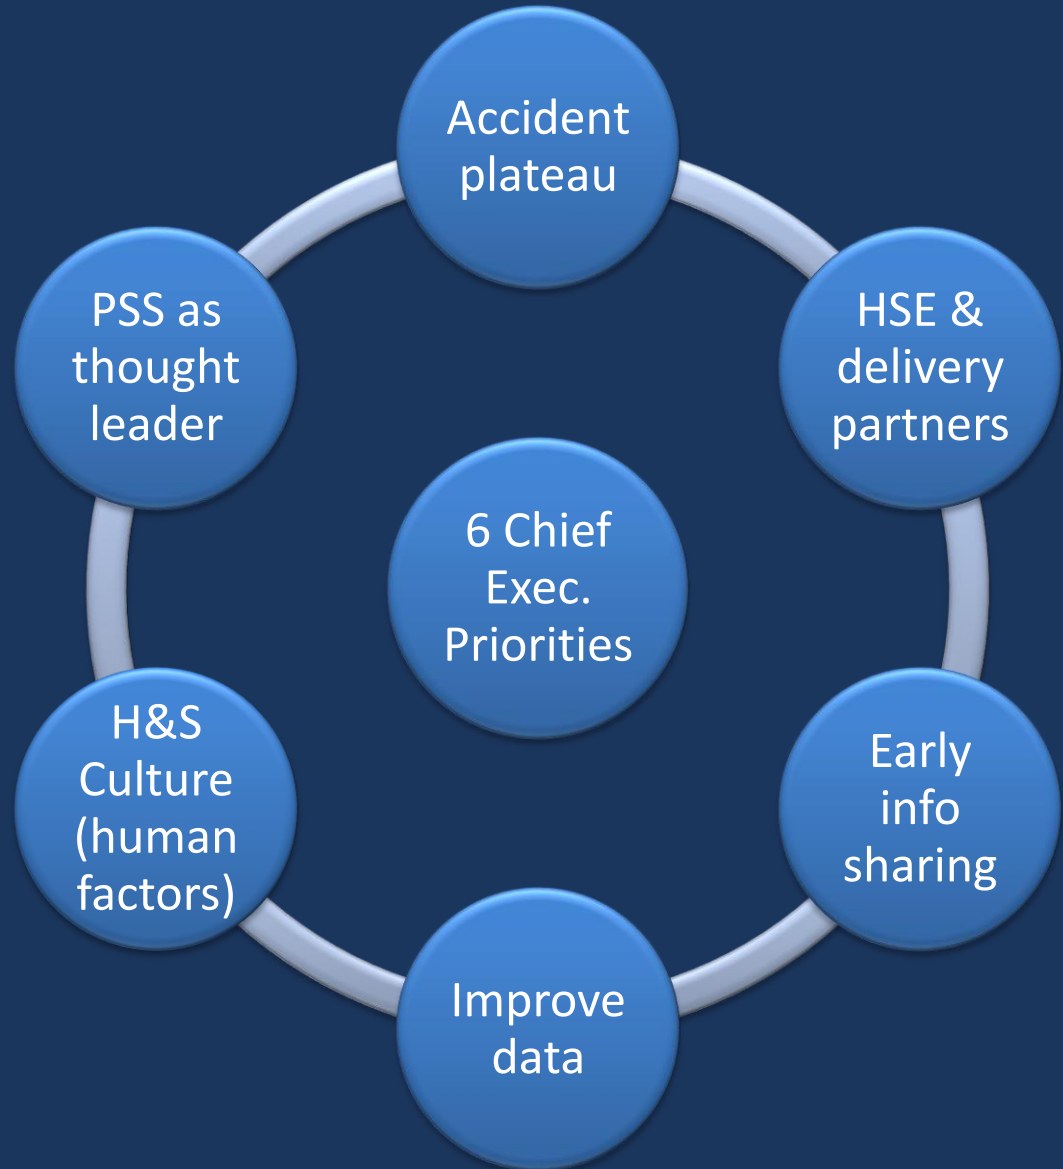 Accident
plateau
HSE &
delivery
partners
Early
info
sharing
Improve
data
H&S
Culture
(human
factors)
PSS as
thought
leader
6 Chief
Exec.
Priorities